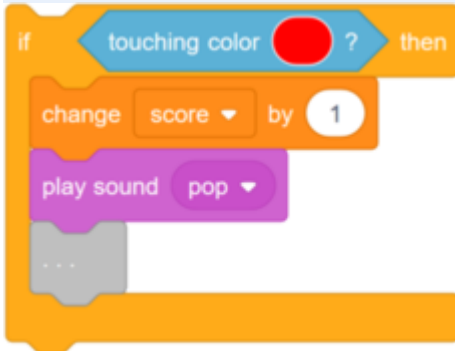 if touching color ? then
change score by 1
play sound pop
...